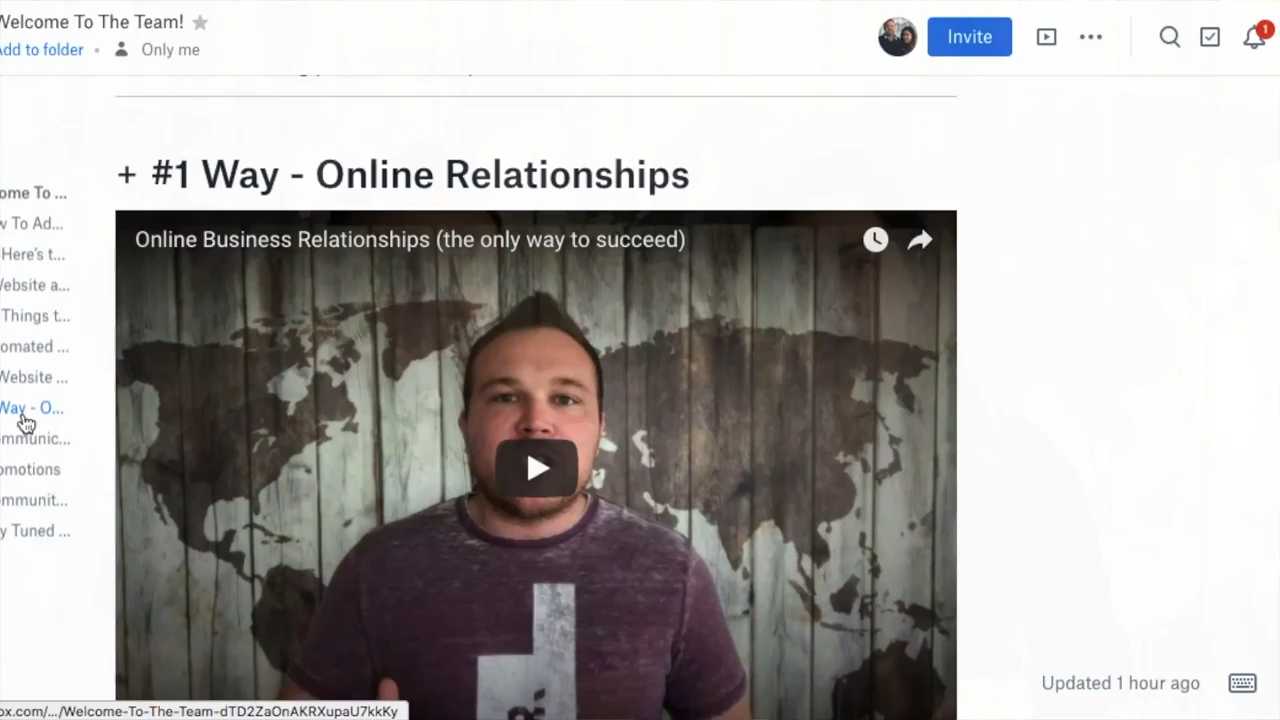 Welcome To The Team!
Add to folder • Only me
Invite
1
+ #1 Way - Online Relationships
Online Business Relationships (the only way to succeed)
ome To ...
w To Ad...
Here's t...
Website a...
Things t...
omated ...
Website ...
Way - O...
mmunic...
omotions
mmunit...
y Tuned ...
Updated 1 hour ago
ox.com/.../Welcome-To-The-Team-dTD2ZaOnAKRXupaU7kkKy